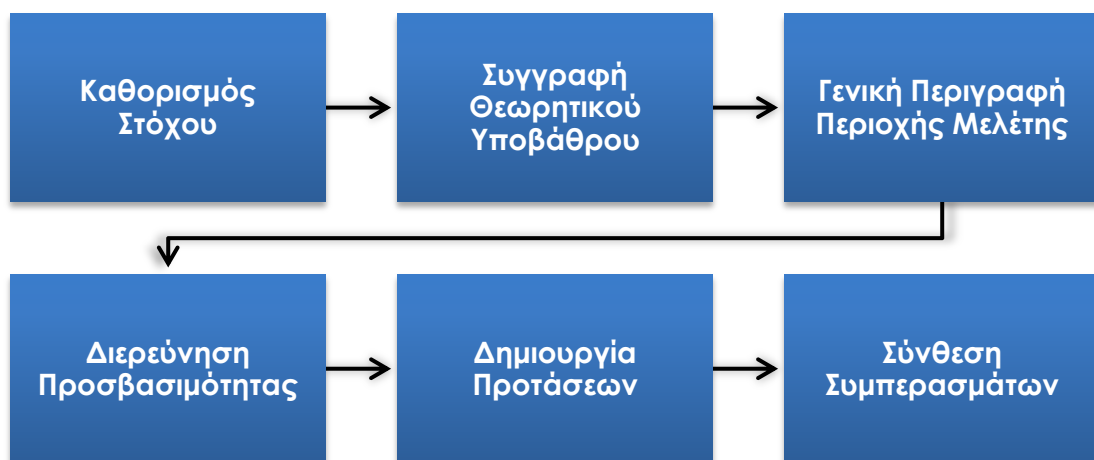 Καθορισμός
Στόχου
Συγγραφή
Θεωρητικού
Υποβάθρου
Γενική Περιγραφή
Περιοχής Μελέτης
Διερεύνηση
Προσβασιμότητας
Δημιουργία
Προτάσεων
Σύνθεση
Συμπερασμάτων